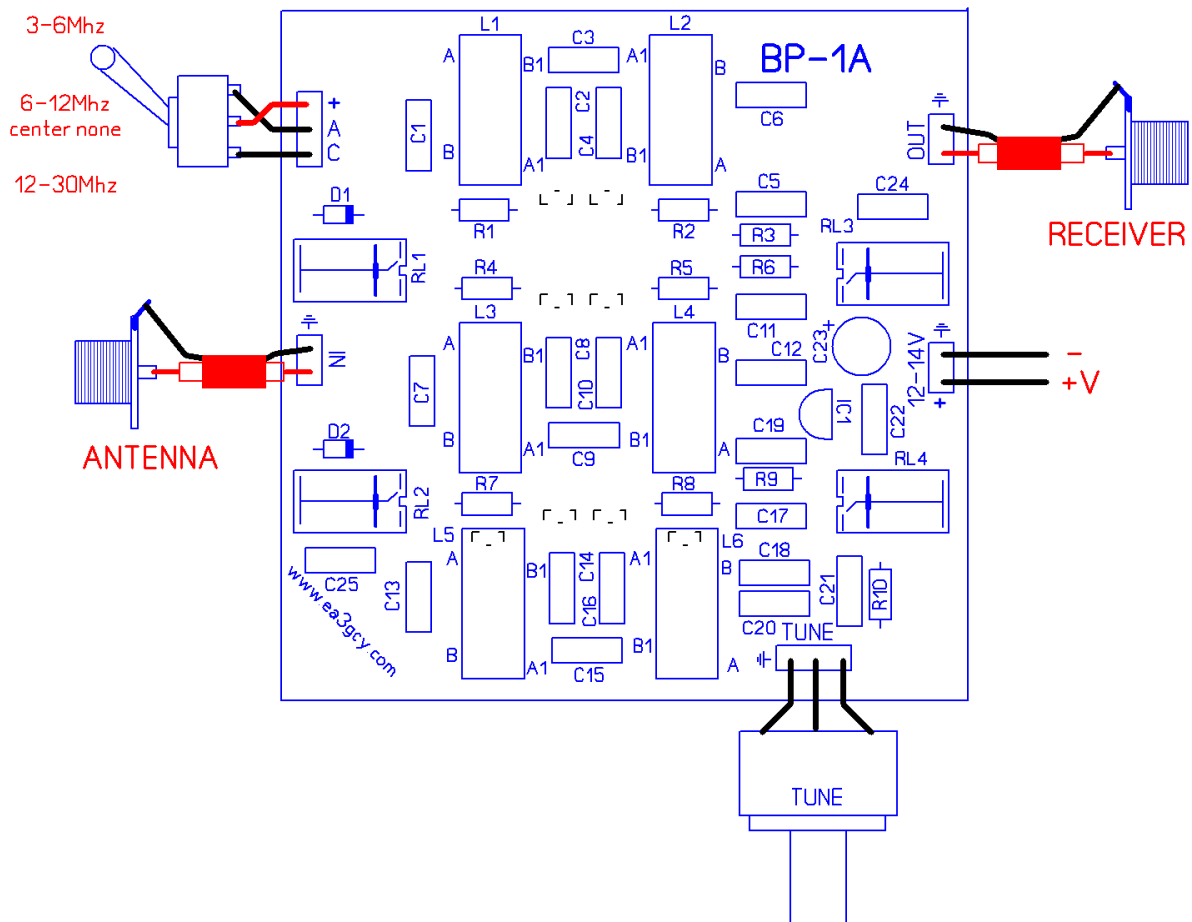 3-6Mhz
6-12Mhz
center none
12-30Mhz
+
A
C
L1
A
B
B1
A1
C3
C1
C2
C4
L2
A1
B
B1
A
BP-1A
C6
OUT
RECEIVER
D1
RL1
R1
R2
C5
R3
R6
C24
RL3
R4
R5
C11
L3
A
B
B1
A1
C7
C8
C10
C9
L4
A1
B
B1
A
C12
C23
+
IC1
C22
12-14V
+
-
+V
IN
ANTENNA
D2
RL2
R7
R8
C19
R9
C17
RL4
C25
www.ea3gcy.com
C13
L5
A
B
B1
A1
C14
C16
C15
L6
A1
B
B1
A
C18
C20
C21
R10
TUNE
TUNE